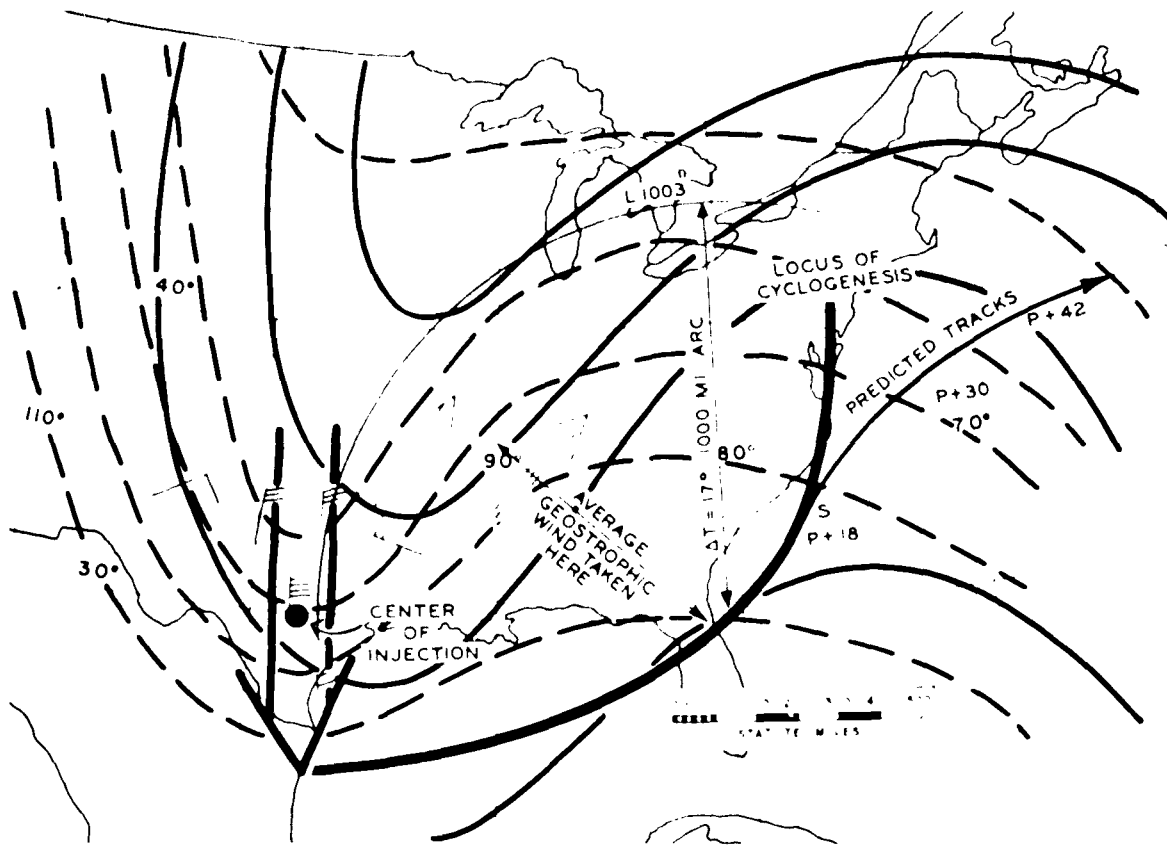 L 1003
40°
LOCUS OF
CYCLOGENESIS
PREDICTED TRACKS
P + 42
110°
ΔT = 17° 1000 MI ARC
P + 30
70°
90°
80°
AVERAGE
GEOSTROPHIC
WIND TAKEN
HERE
S
P + 18
30°
CENTER
OF
INJECTION
STATUTE MILES